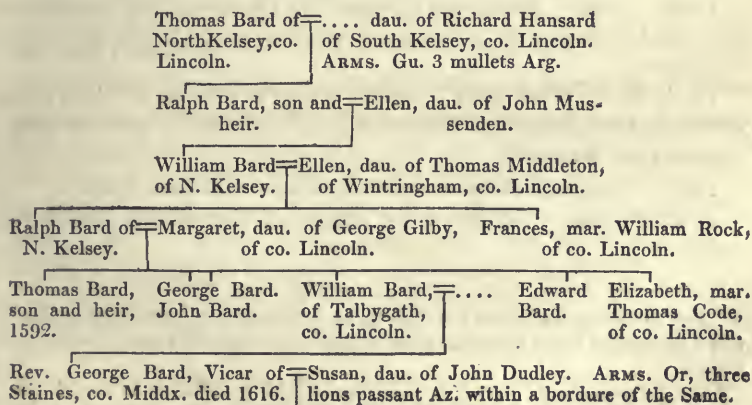 Thomas Bard of .... dau. of Richard Hansard
NorthKelsey, co. of South Kelsey, co. Lincoln.
Lincoln. ARMS. Gu. 3 mullets Arg.
Ralph Bard, son and Ellen, dau. of John Mus-
heir. senden.
William Bard Ellen, dau. of Thomas Middleton,
of N. Kelsey. of Wintringham, co. Lincoln.
Ralph Bard of Margaret, dau. of George Gilby, Frances, mar. William Rock,
N. Kelsey. of co. Lincoln. of co. Lincoln.
Thomas Bard, George Bard. William Bard, .... Edward Elizabeth, mar.
son and heir, John Bard. of Talbygath, Bard. Thomas Code,
1592. co. Lincoln. of co. Lincoln.
Rev. George Bard, Vicar of Susan, dau. of John Dudley. ARMS. Or, three
Staines, co. Middx. died 1616. lions passant Az. within a bordure of the Same.